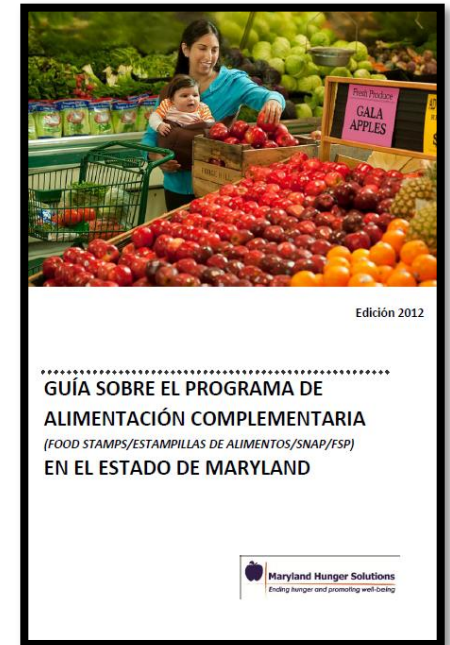 Fresh Produce
GALA
APPLES
Edición 2012
GUÍA SOBRE EL PROGRAMA DE
ALIMENTACIÓN COMPLEMENTARIA
(FOOD STAMPS/ESTAMPILLAS DE ALIMENTOS/SNAP/FSP)
EN EL ESTADO DE MARYLAND
Maryland Hunger Solutions
Ending hunger and promoting well-being